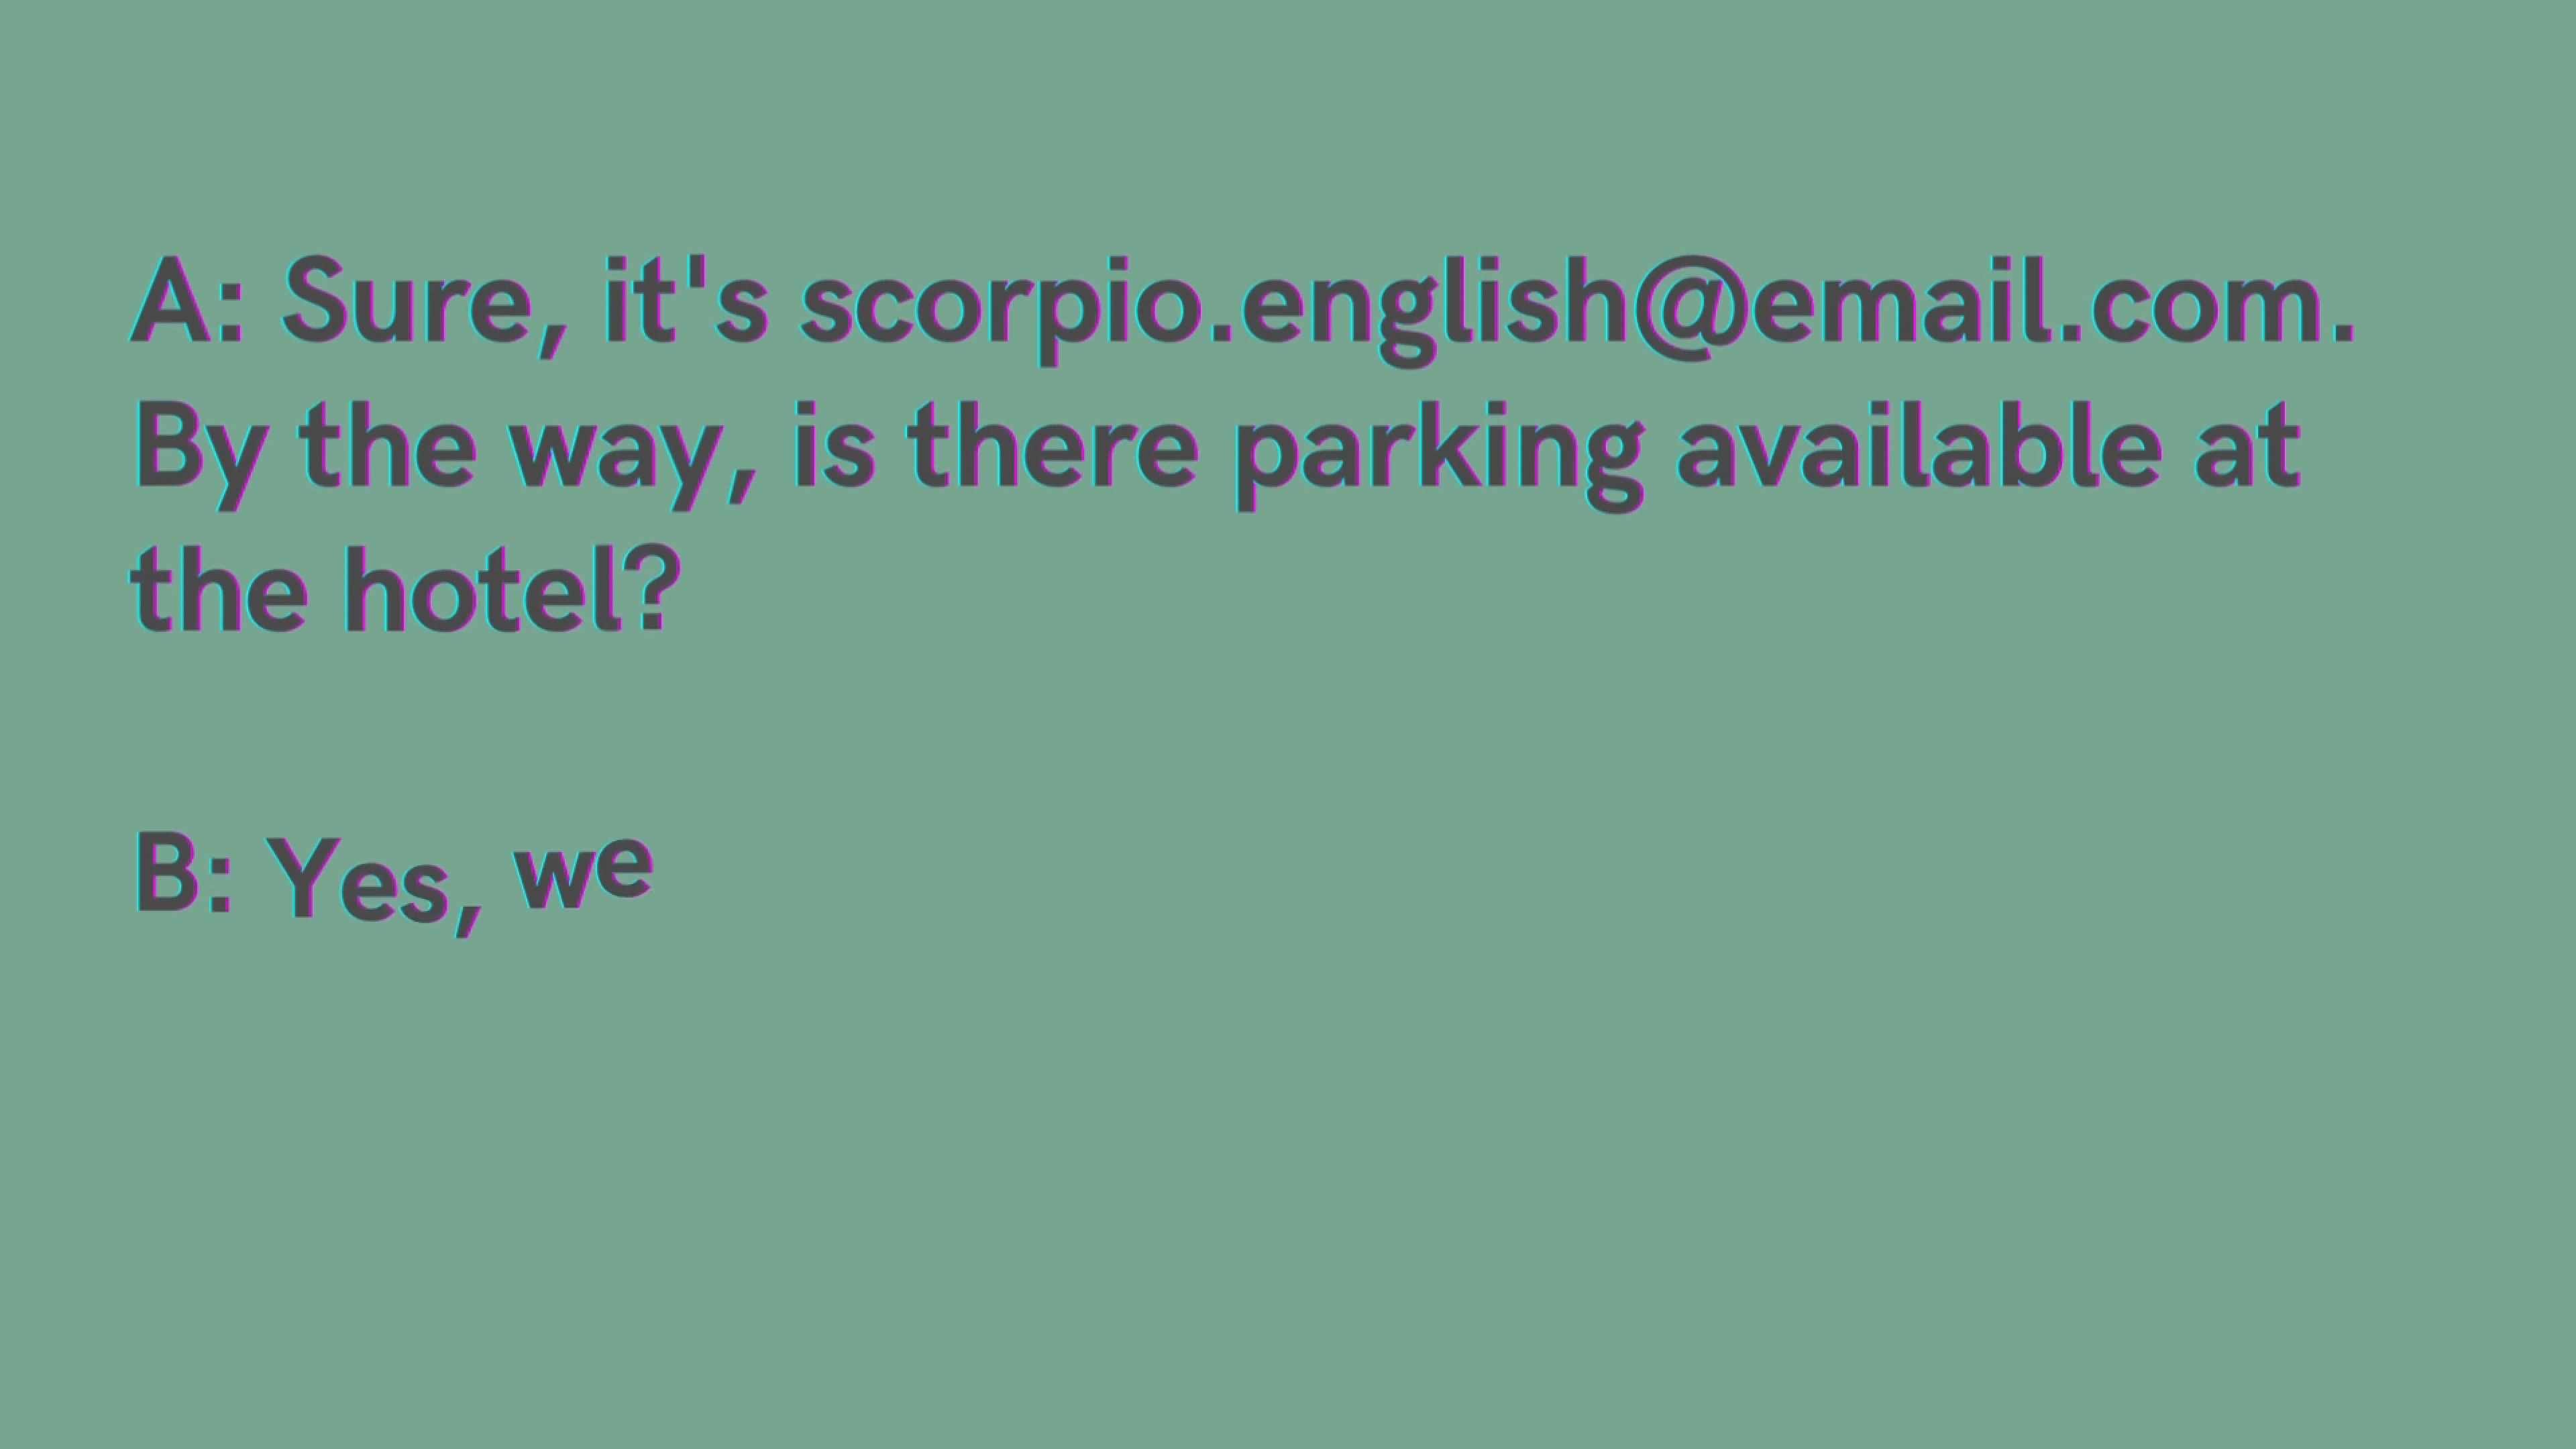 A: Sure, it's scorpio.english@email.com.
By the way, is there parking available at
the hotel?
B: Yes, we